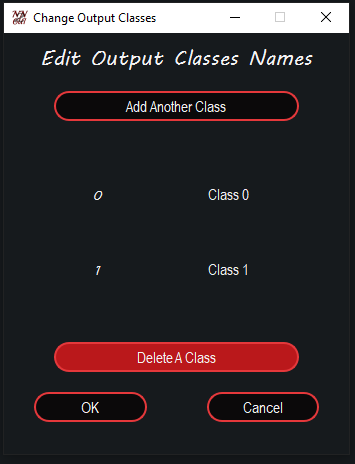 Change Output Classes
Edit Output Classes Names
Add Another Class
0 Class 0
1 Class 1
Delete A Class
OK Cancel